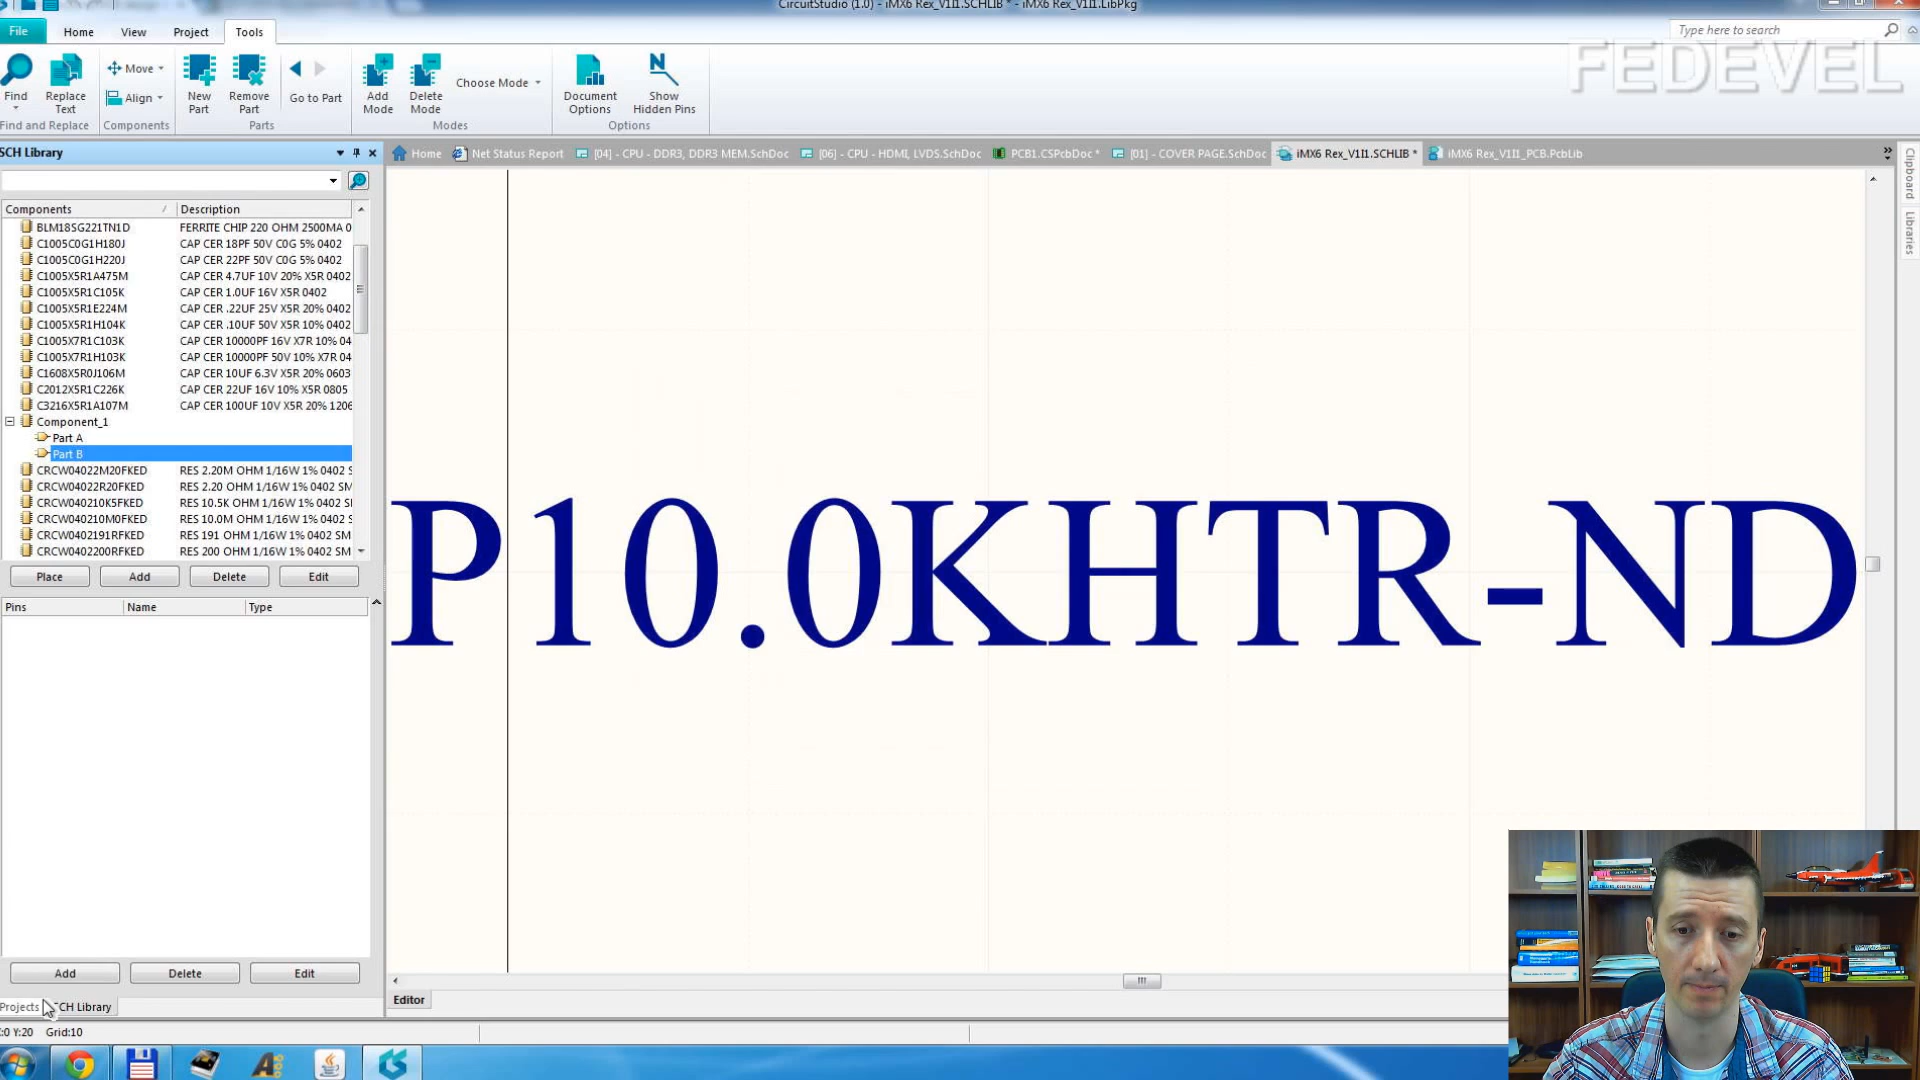 CircuitStudio (1.0) - iMX6 Rex_V1I1.SCHLIB * - iMX6 Rex_V1I1.LibPkg
File Home View Project Tools
Type here to search
FEDEVEL
Find
Replace Text
Move
Align
New Part
Remove Part
Go to Part
Add Mode
Delete Mode
Choose Mode
Document Options
Show Hidden Pins
Find and Replace Components Parts Modes Options
SCH Library
Home Net Status Report [04] - CPU - DDR3, DDR3 MEM.SchDoc [06] - CPU - HDMI, LVDS.SchDoc PCB1.CSPcbDoc * [01] - COVER PAGE.SchDoc iMX6 Rex_V1I1.SCHLIB * iMX6 Rex_V1I1_PCB.PcbLib
Clipboard
Libraries
Components / Description
BLM18SG221TN1D FERRITE CHIP 220 OHM 2500MA 0
C1005C0G1H180J CAP CER 18PF 50V C0G 5% 0402
C1005C0G1H220J CAP CER 22PF 50V C0G 5% 0402
C1005X5R1A475M CAP CER 4.7UF 10V 20% X5R 0402
C1005X5R1C105K CAP CER 1.0UF 16V X5R 0402
C1005X5R1E224M CAP CER .22UF 25V X5R 20% 0402
C1005X5R1H104K CAP CER .10UF 50V X5R 10% 0402
C1005X7R1C103K CAP CER 10000PF 16V X7R 10% 04
C1005X7R1H103K CAP CER 10000PF 50V 10% X7R 04
C1608X5R0J106M CAP CER 10UF 6.3V X5R 20% 0603
C2012X5R1C226K CAP CER 22UF 16V 10% X5R 0805
C3216X5R1A107M CAP CER 100UF 10V X5R 20% 1206
Component_1
Part A
Part B
CRCW04022M20FKED RES 2.20M OHM 1/16W 1% 0402 S
CRCW04022R20FKED RES 2.20 OHM 1/16W 1% 0402 SM
CRCW040210K5FKED RES 10.5K OHM 1/16W 1% 0402 S
CRCW040210M0FKED RES 10.0M OHM 1/16W 1% 0402 S
CRCW0402191RFKED RES 191 OHM 1/16W 1% 0402 SM
CRCW0402200RFKED RES 200 OHM 1/16W 1% 0402 SM
Place Add Delete Edit
Pins Name Type
P10.0KHTR-ND
Add Delete Edit
Projects CH Library
Editor
:0 Y:20 Grid:10